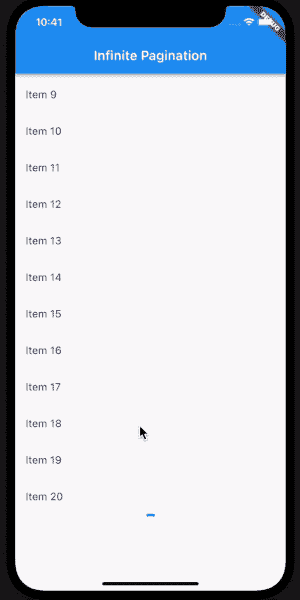 10:41
DEBUG
Infinite Pagination
Item 9
Item 10
Item 11
Item 12
Item 13
Item 14
Item 15
Item 16
Item 17
Item 18
Item 19
Item 20